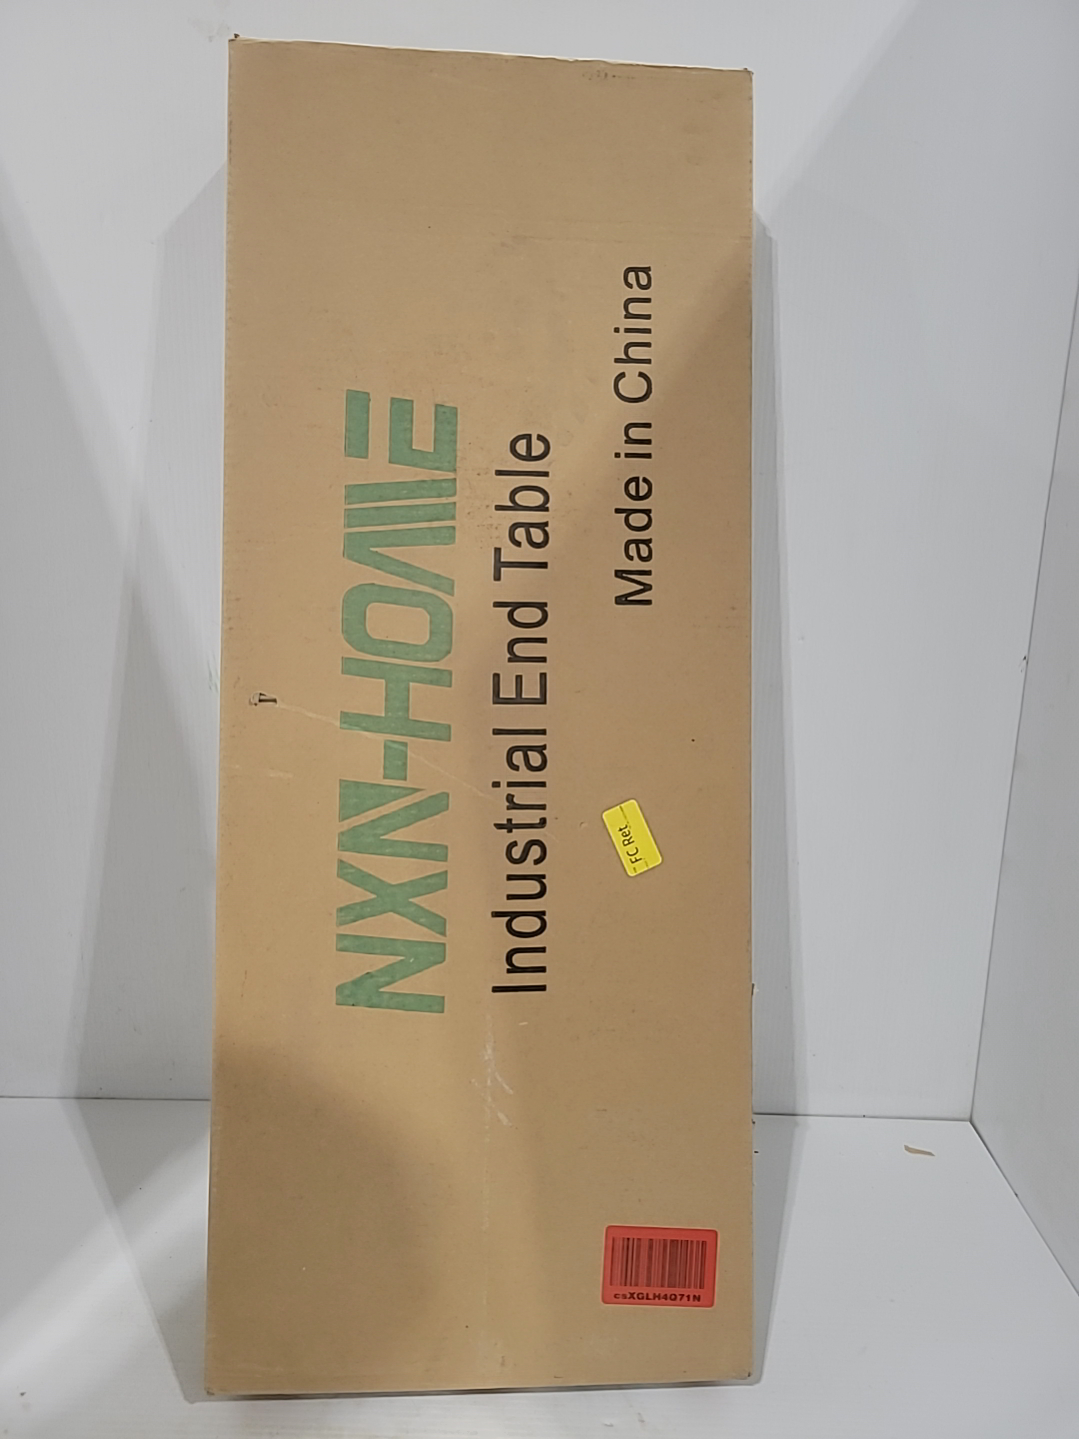 NXN-HOME
Industrial End Table
Made in China
FC Ret.
csXGLH4Q71N